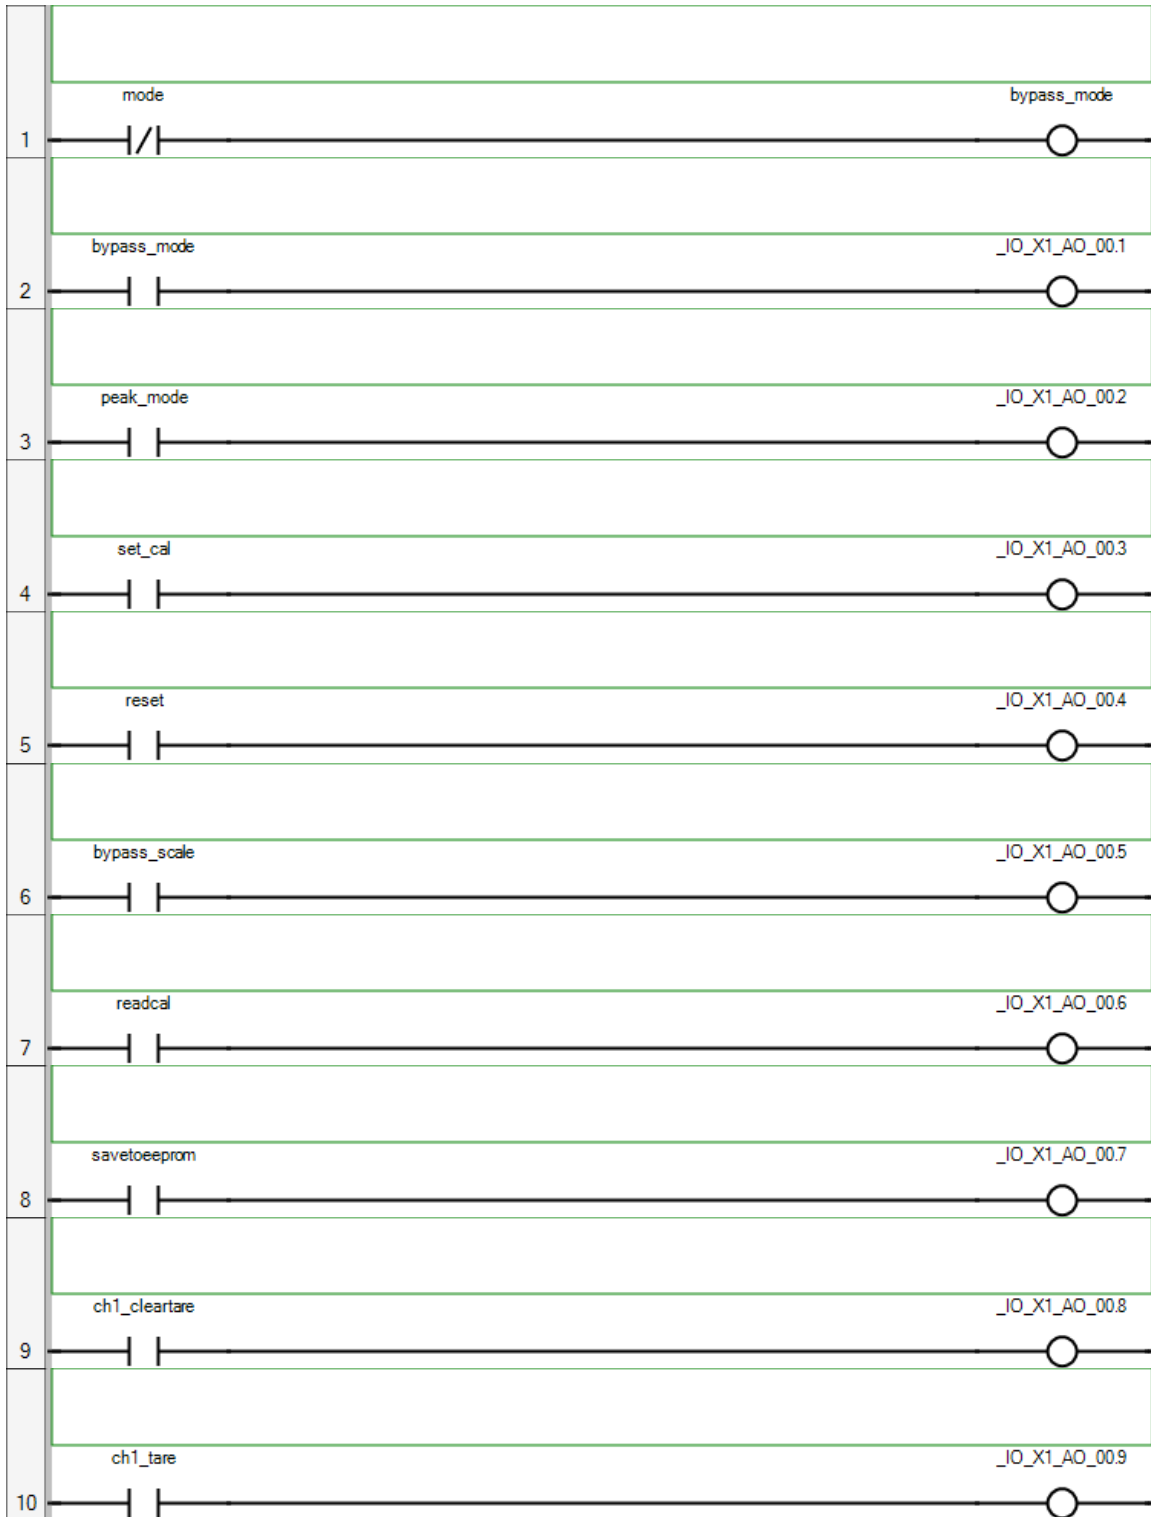 mode bypass_mode
1
bypass_mode _IO_X1_AO_00.1
2
peak_mode _IO_X1_AO_00.2
3
set_cal _IO_X1_AO_00.3
4
reset _IO_X1_AO_00.4
5
bypass_scale _IO_X1_AO_00.5
6
readcal _IO_X1_AO_00.6
7
savetoeeprom _IO_X1_AO_00.7
8
ch1_cleartare _IO_X1_AO_00.8
9
ch1_tare _IO_X1_AO_00.9
10